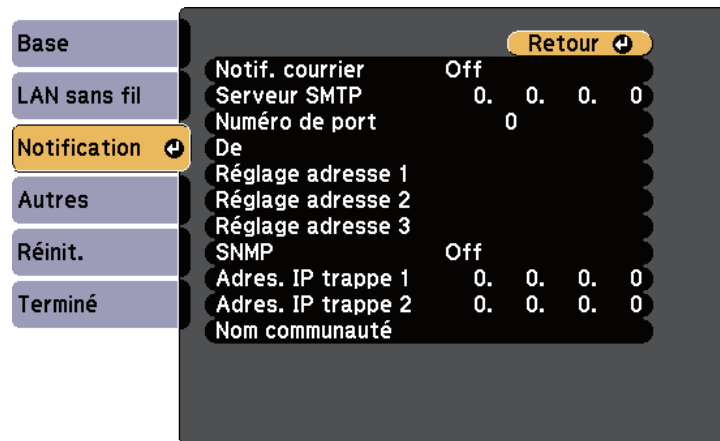 Base
LAN sans fil
Notification
Autres
Réinit.
Terminé
Retour
Notif. courrier Off
Serveur SMTP 0. 0. 0. 0
Numéro de port 0
De
Réglage adresse 1
Réglage adresse 2
Réglage adresse 3
SNMP Off
Adres. IP trappe 1 0. 0. 0. 0
Adres. IP trappe 2 0. 0. 0. 0
Nom communauté